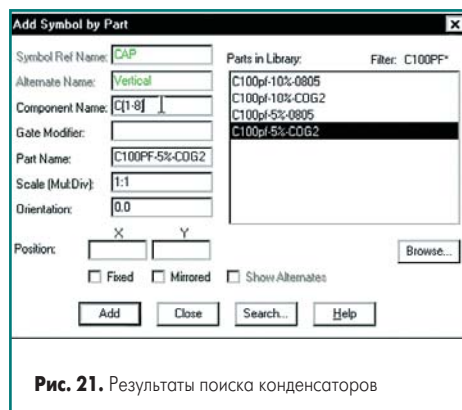 Add Symbol by Part
Symbol Ref Name: CAP
Parts in Library: Filter: C100PF*
Alternate Name: Vertical
C100pf-10%-0805
Component Name: C[1-8]
C100pf-10%-COG2
C100pf-5%-0805
Gate Modifier:
C100pf-5%-COG2
Part Name: C100PF-5%-COG2
Scale (Mul:Div): 1:1
Orientation: 0.0
X Y
Position:
Browse...
Fixed Mirrored Show Alternates
Add Close Search... Help
Рис. 21. Результаты поиска конденсаторов